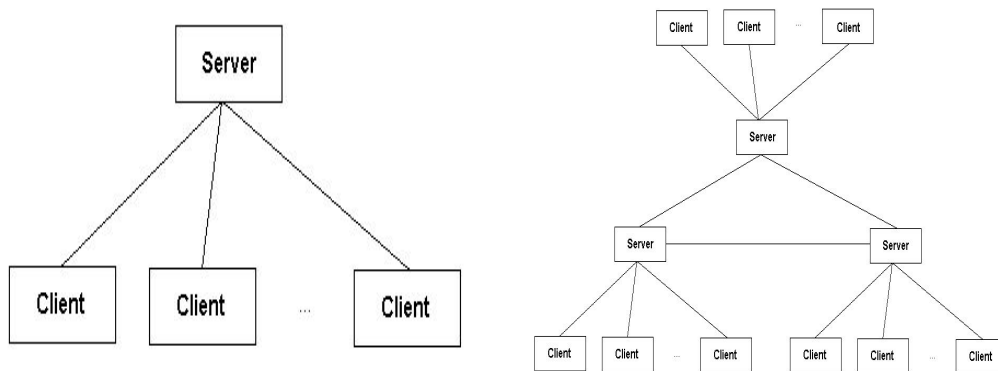 Server
Client Client ... Client
Client Client ... Client
Server
Server Server
Client Client ... Client Client Client ... Client